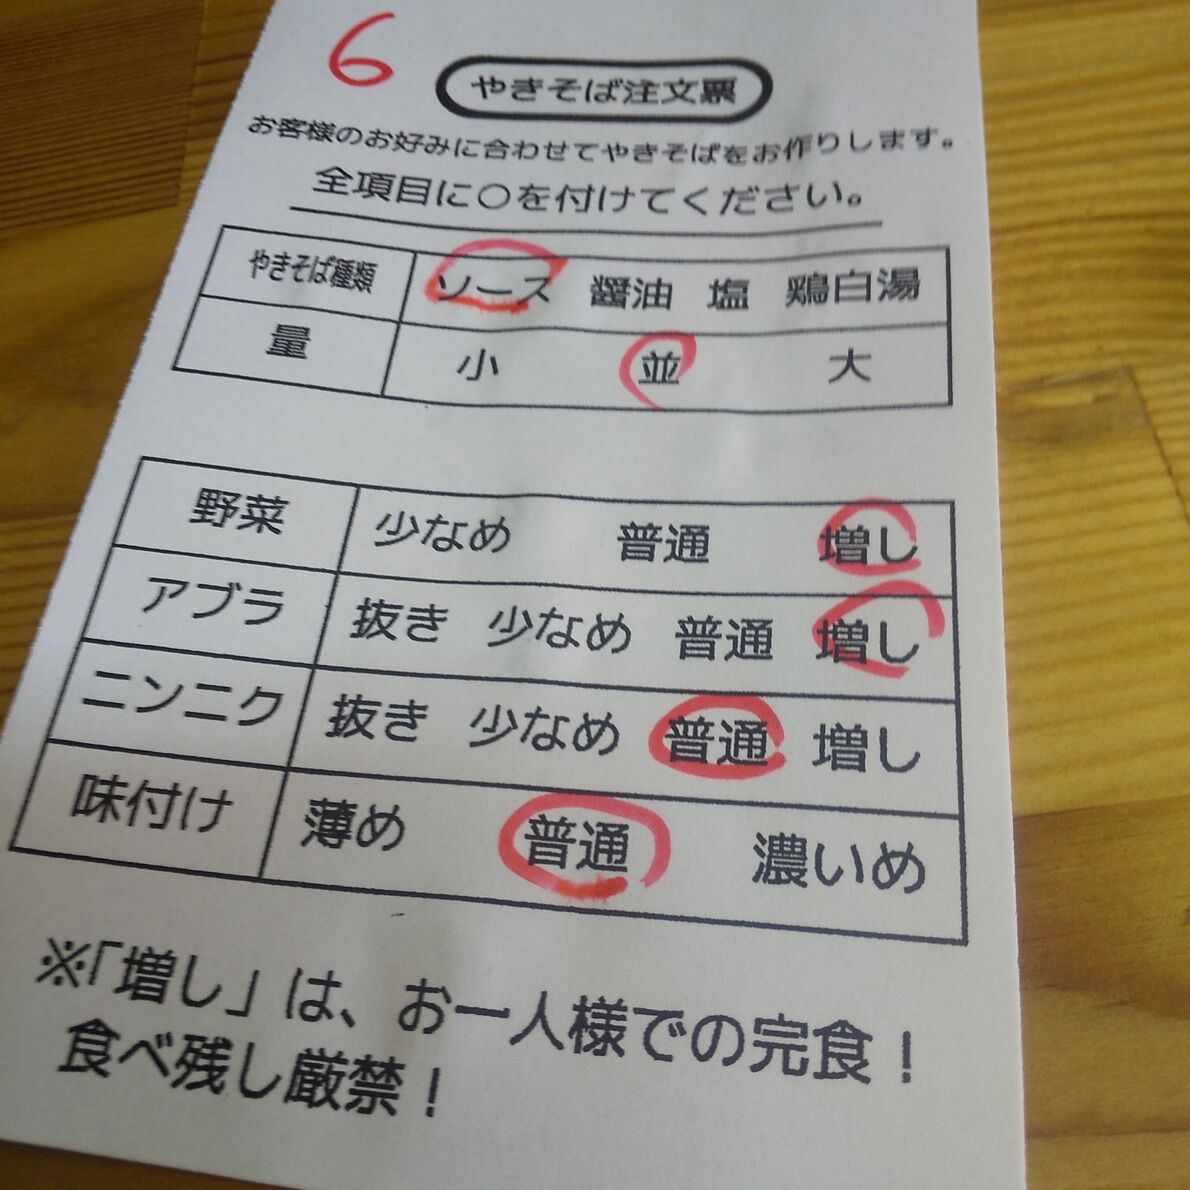 6
やきそば注文票
お客様のお好みに合わせてやきそばをお作りします。
全項目に○を付けてください。
やきそば種類 ソース 醤油 塩 鶏白湯
量 小 並 大
野菜 少なめ 普通 増し
アブラ 抜き 少なめ 普通 増し
ニンニク 抜き 少なめ 普通 増し
味付け 薄め 普通 濃いめ
※「増し」は、お一人様での完食！
食べ残し厳禁！